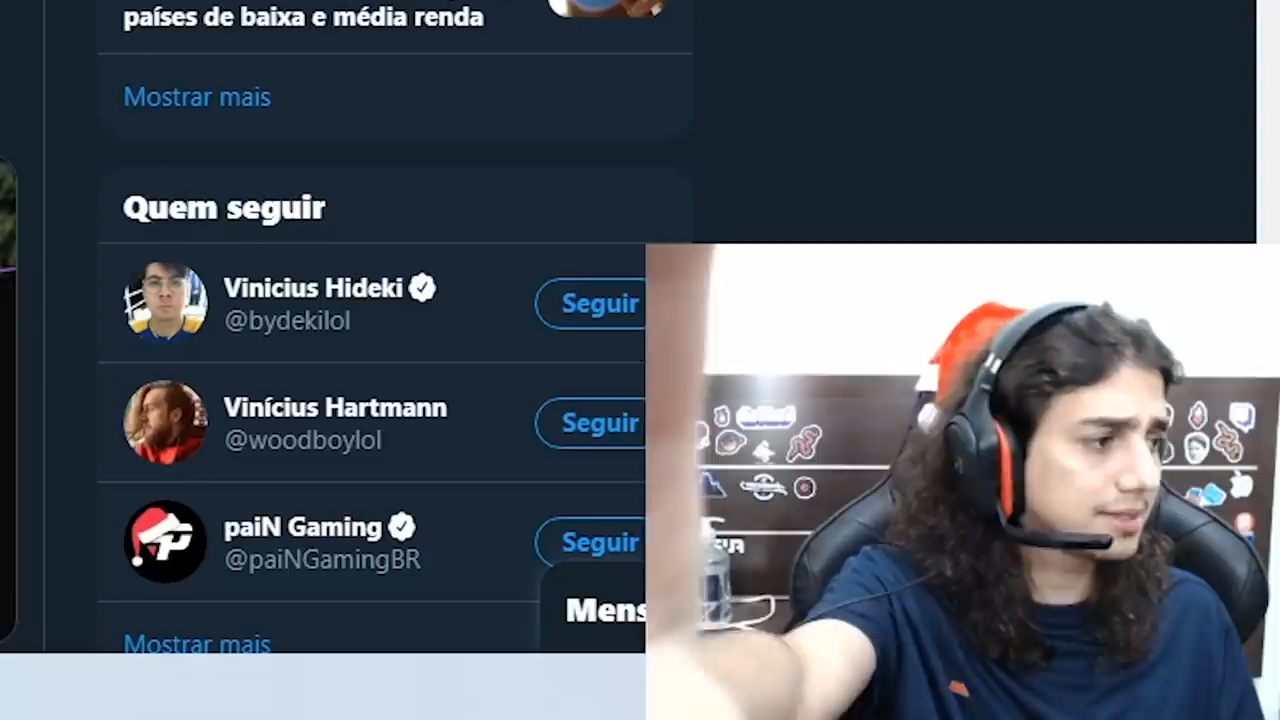 países de baixa e média renda
Mostrar mais
Quem seguir
Vinicius Hideki
@bydekilol
Seguir
Vinícius Hartmann
@woodboylol
Seguir
paiN Gaming
@paiNGamingBR
Seguir
Mens
Mostrar mais